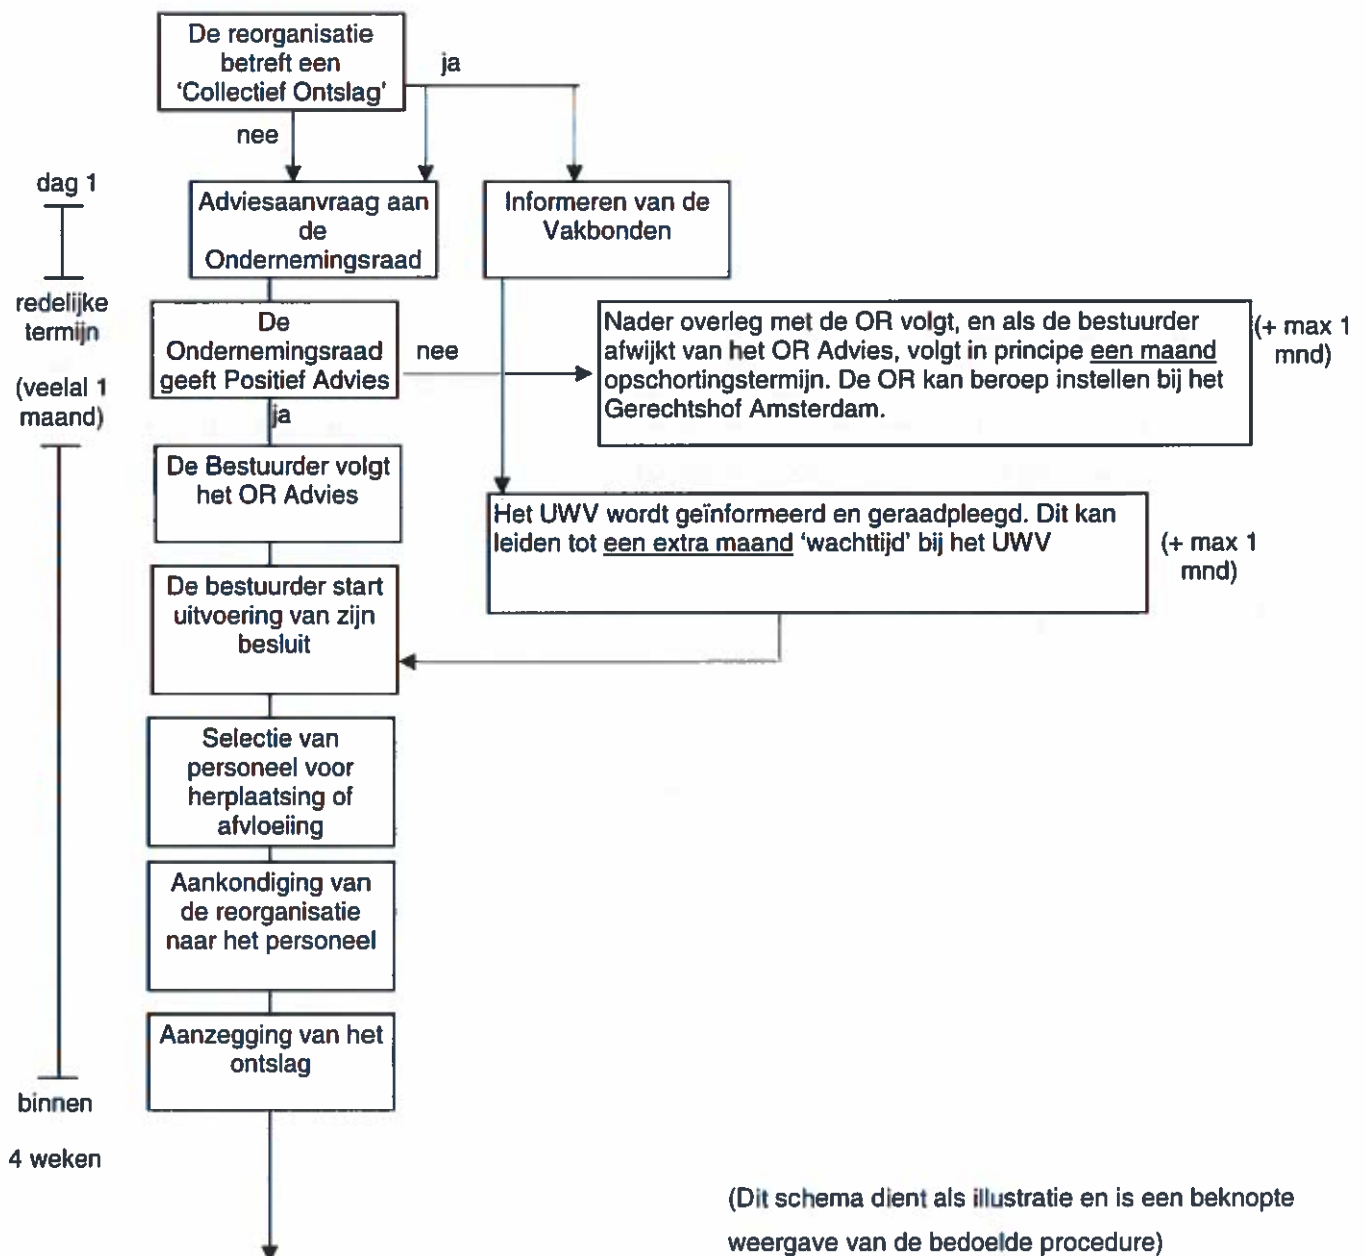 De reorganisatie
betreft een
‘Collectief Ontslag’
ja
nee
dag 1
Adviesaanvraag aan
de
Ondernemingsraad
Informeren van de
Vakbonden
redelijke
termijn
(veelal 1
maand)
De
Ondernemingsraad
geeft Positief Advies
nee
Nader overleg met de OR volgt, en als de bestuurder
afwijkt van het OR Advies, volgt in principe een maand
opschortingstermijn. De OR kan beroep instellen bij het
Gerechtshof Amsterdam.
(+ max 1
mnd)
ja
De Bestuurder volgt
het OR Advies
Het UWV wordt geïnformeerd en geraadpleegd. Dit kan
leiden tot een extra maand ‘wachttijd’ bij het UWV
(+ max 1
mnd)
De bestuurder start
uitvoering van zijn
besluit
Selectie van
personeel voor
herplaatsing of
afvloeiing
Aankondiging van
de reorganisatie
naar het personeel
Aanzegging van het
ontslag
binnen
4 weken
(Dit schema dient als illustratie en is een beknopte
weergave van de bedoelde procedure)